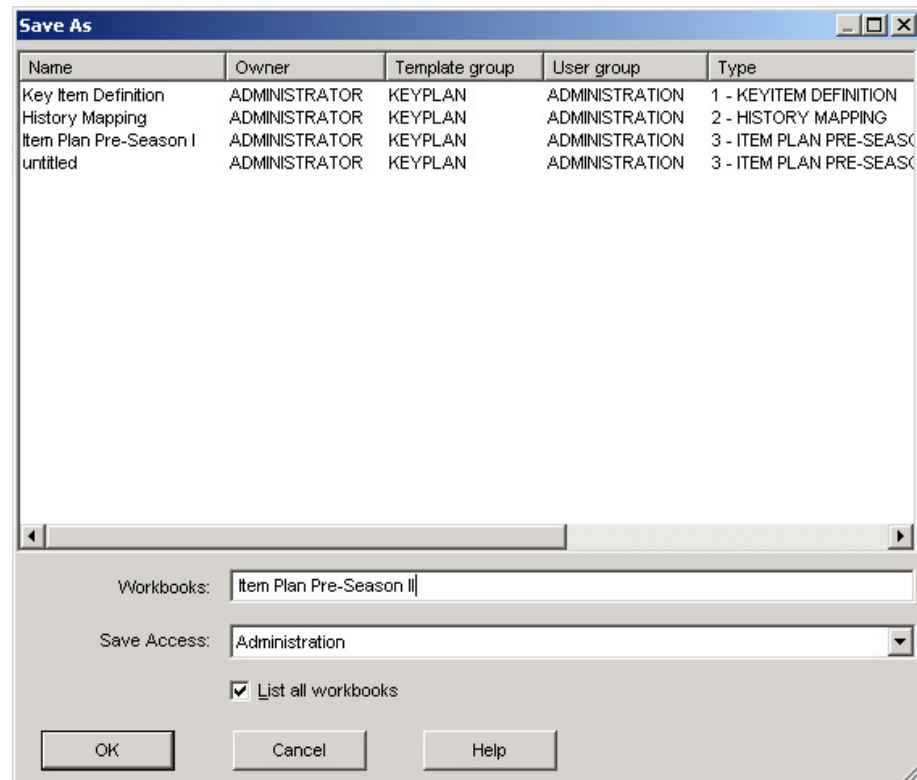 Save As
Name Owner Template group User group Type
Key Item Definition ADMINISTRATOR KEYPLAN ADMINISTRATION 1 - KEYITEM DEFINITION
History Mapping ADMINISTRATOR KEYPLAN ADMINISTRATION 2 - HISTORY MAPPING
Item Plan Pre-Season I ADMINISTRATOR KEYPLAN ADMINISTRATION 3 - ITEM PLAN PRE-SEASO
untitled ADMINISTRATOR KEYPLAN ADMINISTRATION 3 - ITEM PLAN PRE-SEASO
Workbooks: Item Plan Pre-Season II
Save Access: Administration
List all workbooks
OK Cancel Help